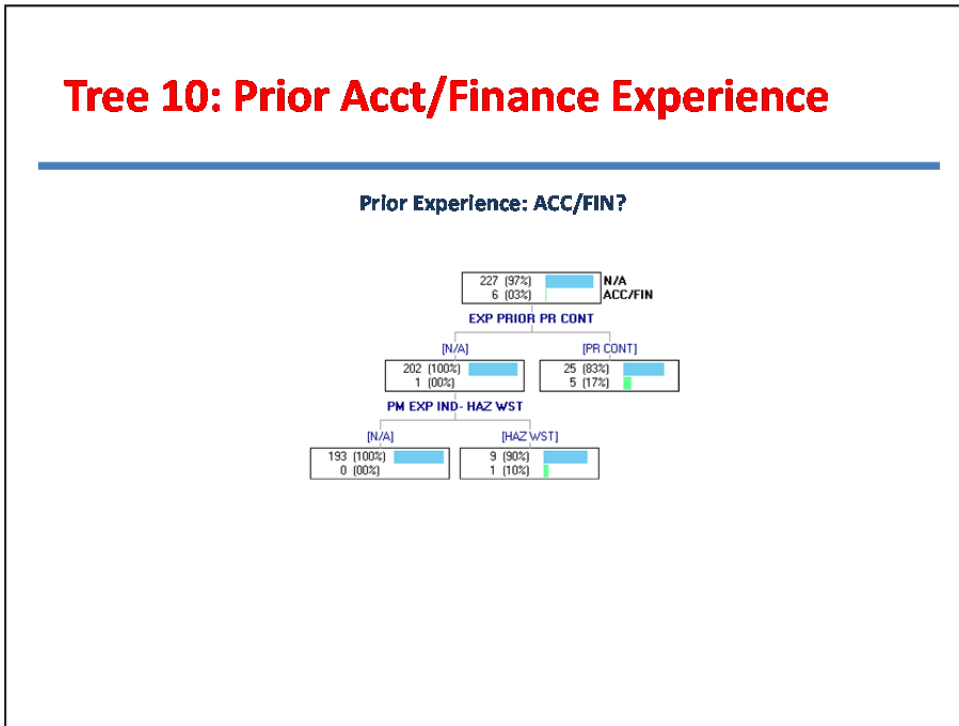 Tree 10: Prior Acct/Finance Experience
Prior Experience: ACC/FIN?
227 (97%) N/A
6 (03%) ACC/FIN
EXP PRIOR PR CONT
[N/A] [PR CONT]
202 (100%) 25 (83%)
1 (00%) 5 (17%)
PM EXP IND- HAZ WST
[N/A] [HAZ WST]
193 (100%) 9 (90%)
0 (00%) 1 (10%)